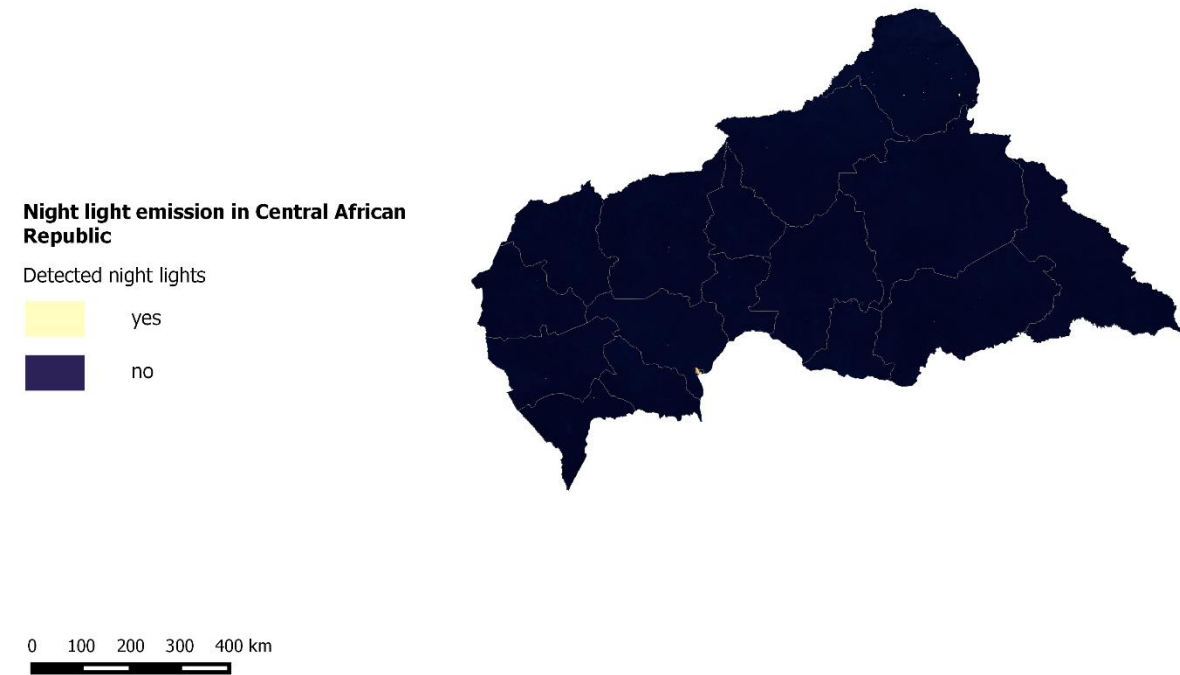 Night light emission in Central African
Republic
Detected night lights
yes
no
0 100 200 300 400 km